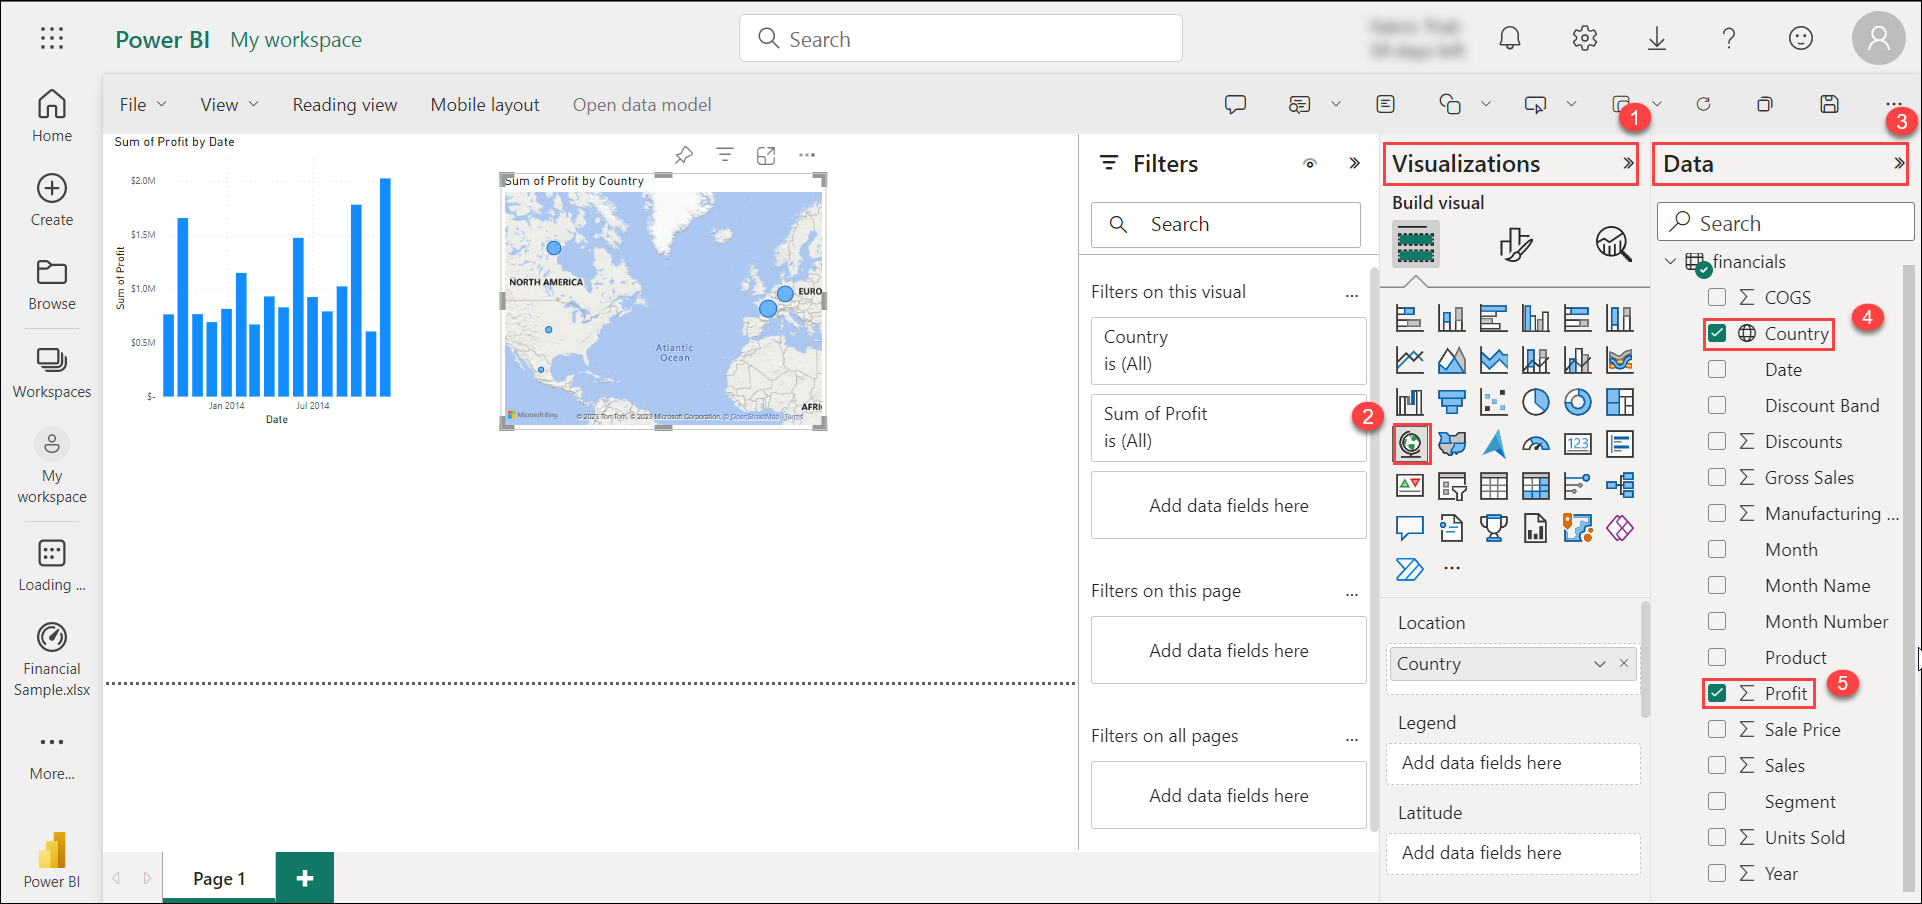 Power BI My workspace
Search
File
View
Reading view
Mobile layout
Open data model
Home
Create
Browse
Workspaces
My
workspace
Loading ...
Financial
Sample.xlsx
More...
Power BI
Sum of Profit by Date
$2.0M
$1.5M
$1.0M
$0.5M
$-
Sum of Profit
Jan 2014
Jul 2014
Date
Sum of Profit by Country
NORTH AMERICA
EURO
Atlantic
Ocean
AFRI
Microsoft Bing
© 2023 TomTom, © 2023 Microsoft Corporation, © OpenStreetMap Terms
Page 1
Filters
Search
Filters on this visual
...
Country
is (All)
Sum of Profit
is (All)
Add data fields here
Filters on this page
...
Add data fields here
Filters on all pages
...
Add data fields here
1
Visualizations
Build visual
2
123
...
Location
Country
Legend
Add data fields here
Latitude
Add data fields here
3
Data
Search
financials
COGS
Country
4
Date
Discount Band
Discounts
Gross Sales
Manufacturing ...
Month
Month Name
Month Number
Product
Profit
5
Sale Price
Sales
Segment
Units Sold
Year